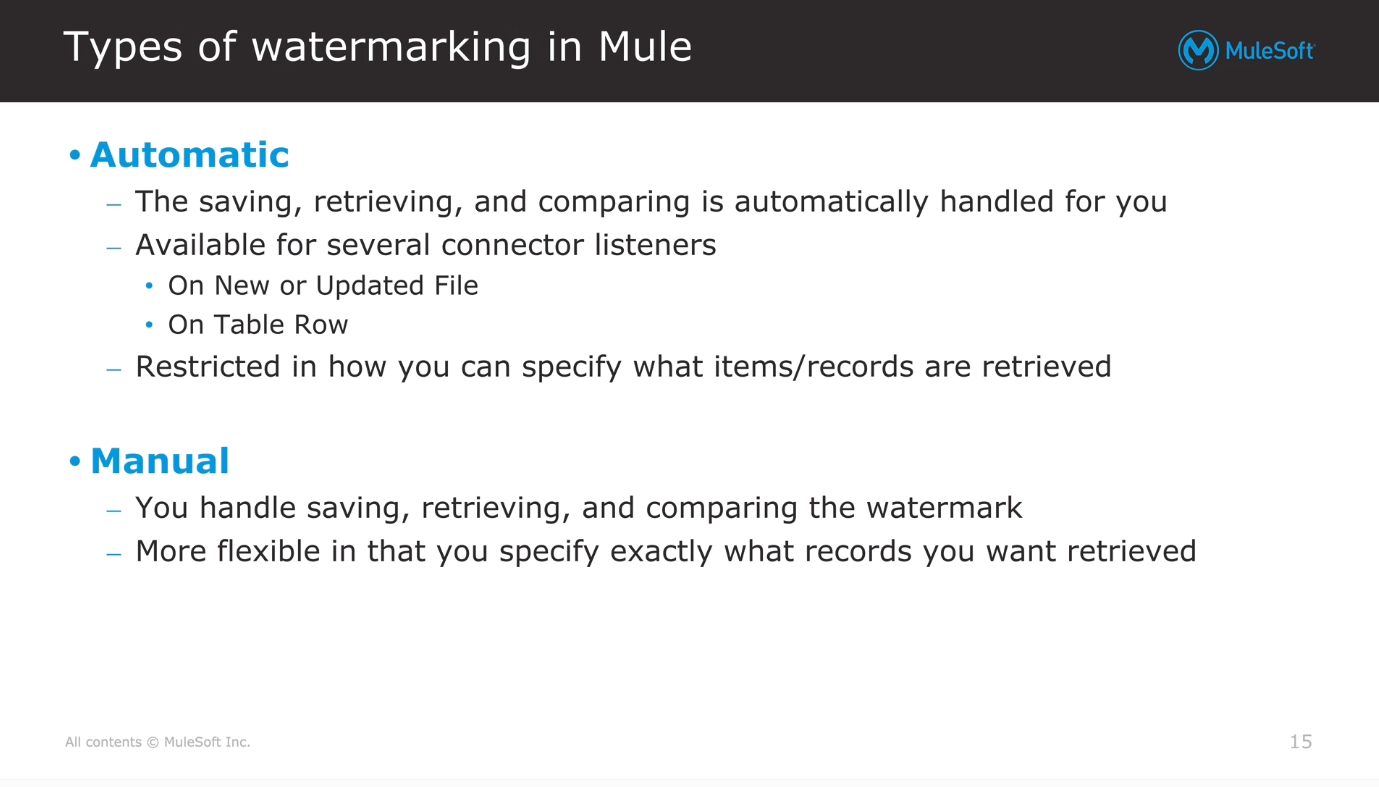 Types of watermarking in Mule
MuleSoft
• Automatic
– The saving, retrieving, and comparing is automatically handled for you
– Available for several connector listeners
• On New or Updated File
• On Table Row
– Restricted in how you can specify what items/records are retrieved
• Manual
– You handle saving, retrieving, and comparing the watermark
– More flexible in that you specify exactly what records you want retrieved
All contents © MuleSoft Inc.
15